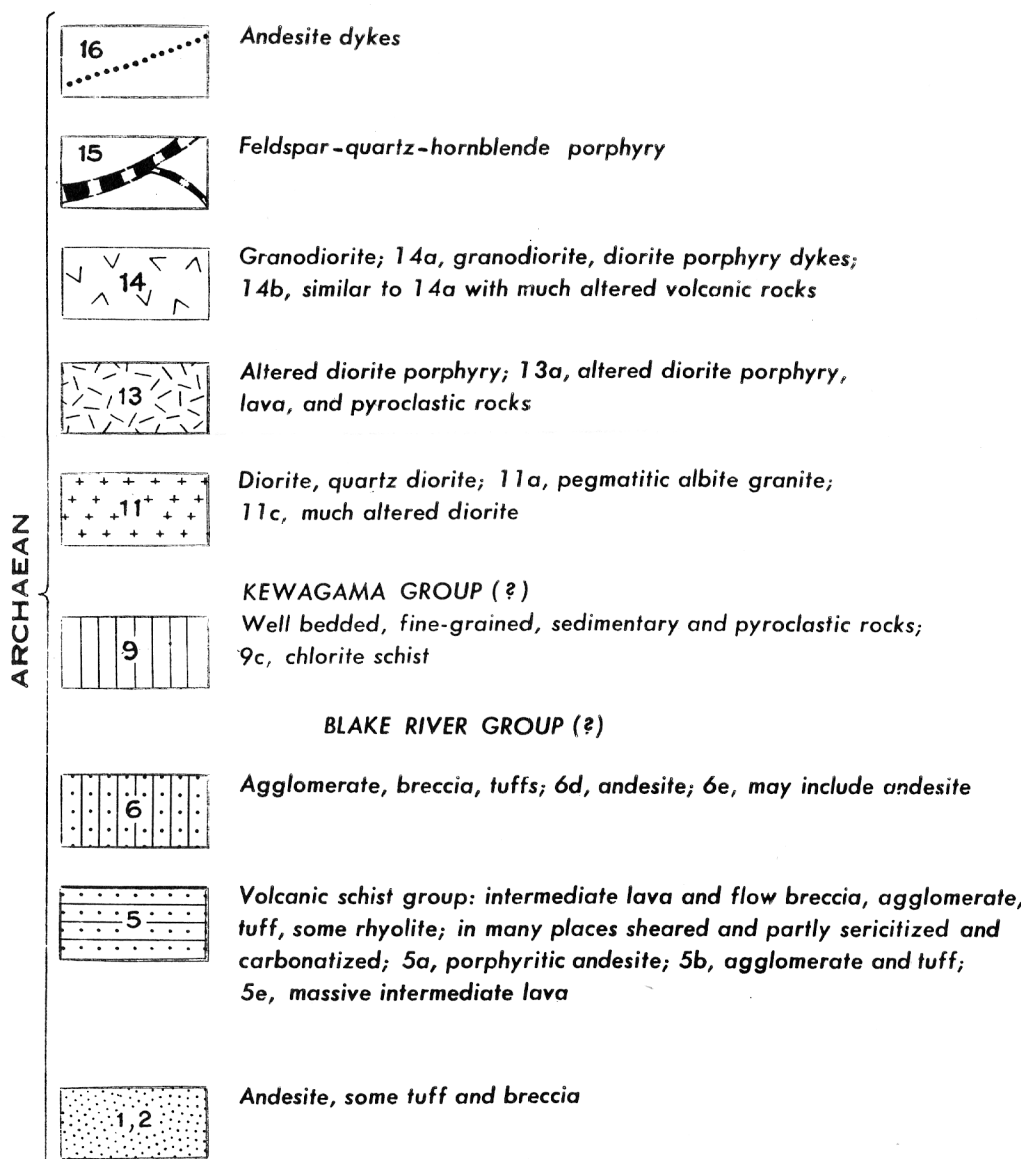 ARCHAEAN
16
Andesite dykes
15
Feldspar-quartz-hornblende porphyry
14
Granodiorite; 14a, granodiorite, diorite porphyry dykes;
14b, similar to 14a with much altered volcanic rocks
13
Altered diorite porphyry; 13a, altered diorite porphyry,
lava, and pyroclastic rocks
11
Diorite, quartz diorite; 11a, pegmatitic albite granite;
11c, much altered diorite
KEWAGAMA GROUP (?)
9
Well bedded, fine-grained, sedimentary and pyroclastic rocks;
9c, chlorite schist
BLAKE RIVER GROUP (?)
6
Agglomerate, breccia, tuffs; 6d, andesite; 6e, may include andesite
5
Volcanic schist group: intermediate lava and flow breccia, agglomerate,
tuff, some rhyolite; in many places sheared and partly sericitized and
carbonatized; 5a, porphyritic andesite; 5b, agglomerate and tuff;
5e, massive intermediate lava
1,2
Andesite, some tuff and breccia